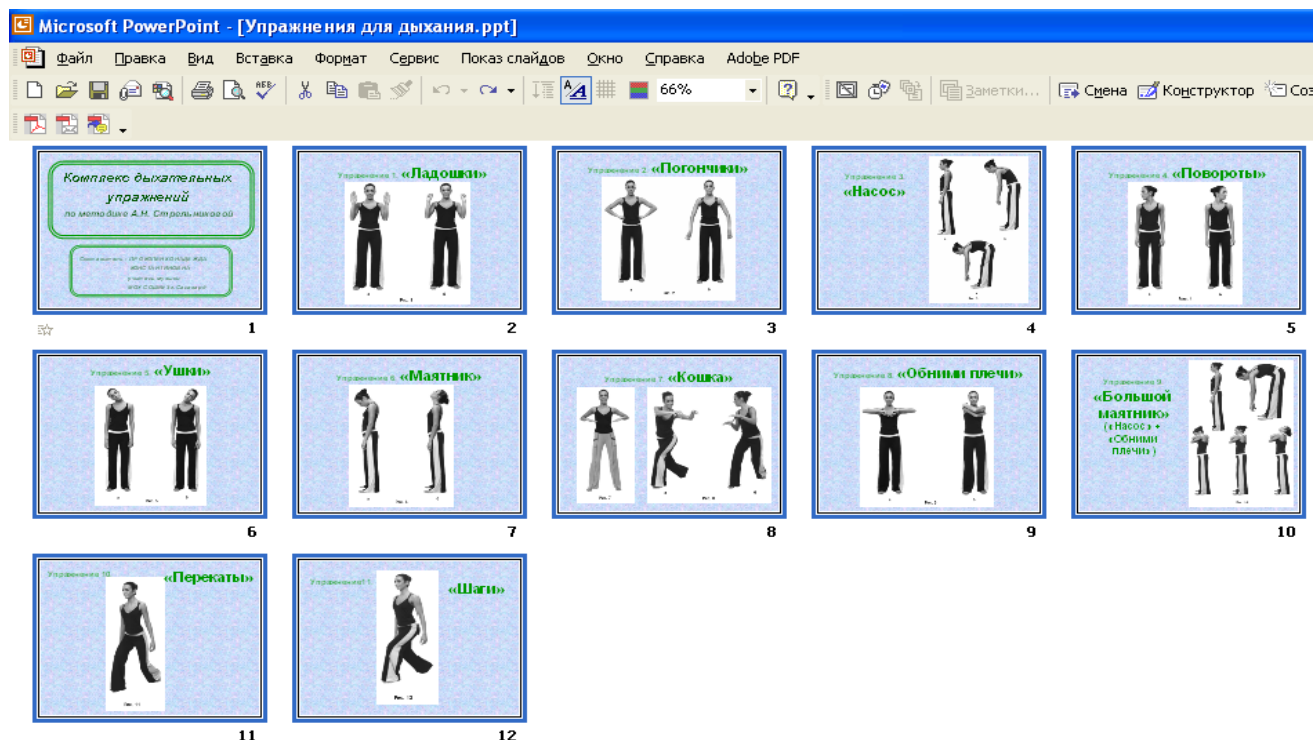 Microsoft PowerPoint - [Упражнения для дыхания.ppt]
Файл Правка Вид Вставка Формат Сервис Показ слайдов Окно Справка Adobe PDF
66% Заметки... Смена Конструктор Соз
Комплекс дыхательных
упражнений
по методике А.Н. Стрельниковой
1
Упражнение 1. «Ладошки»
2
Упражнение 2. «Погончики»
3
Упражнение 3.
«Насос»
4
Упражнение 4. «Повороты»
5
Упражнение 5. «Ушки»
6
Упражнение 6. «Маятник»
7
Упражнение 7. «Кошка»
8
Упражнение 8. «Обними плечи»
9
Упражнение 9.
«Большой
маятник»
(«Насос» +
«Обними
плечи»)
10
Упражнение 10. «Перекаты»
11
Упражнение11. «Шаги»
12